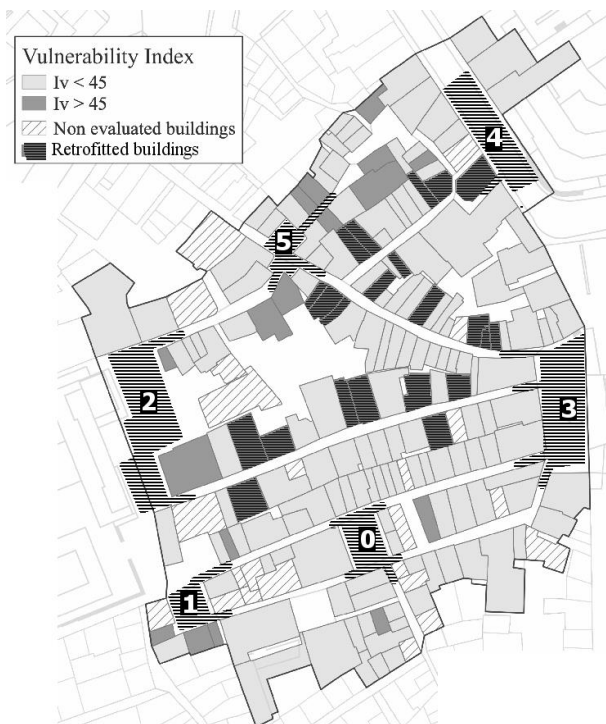 Vulnerability Index
Iv < 45
Iv > 45
Non evaluated buildings
Retrofitted buildings
4
5
2
3
0
1